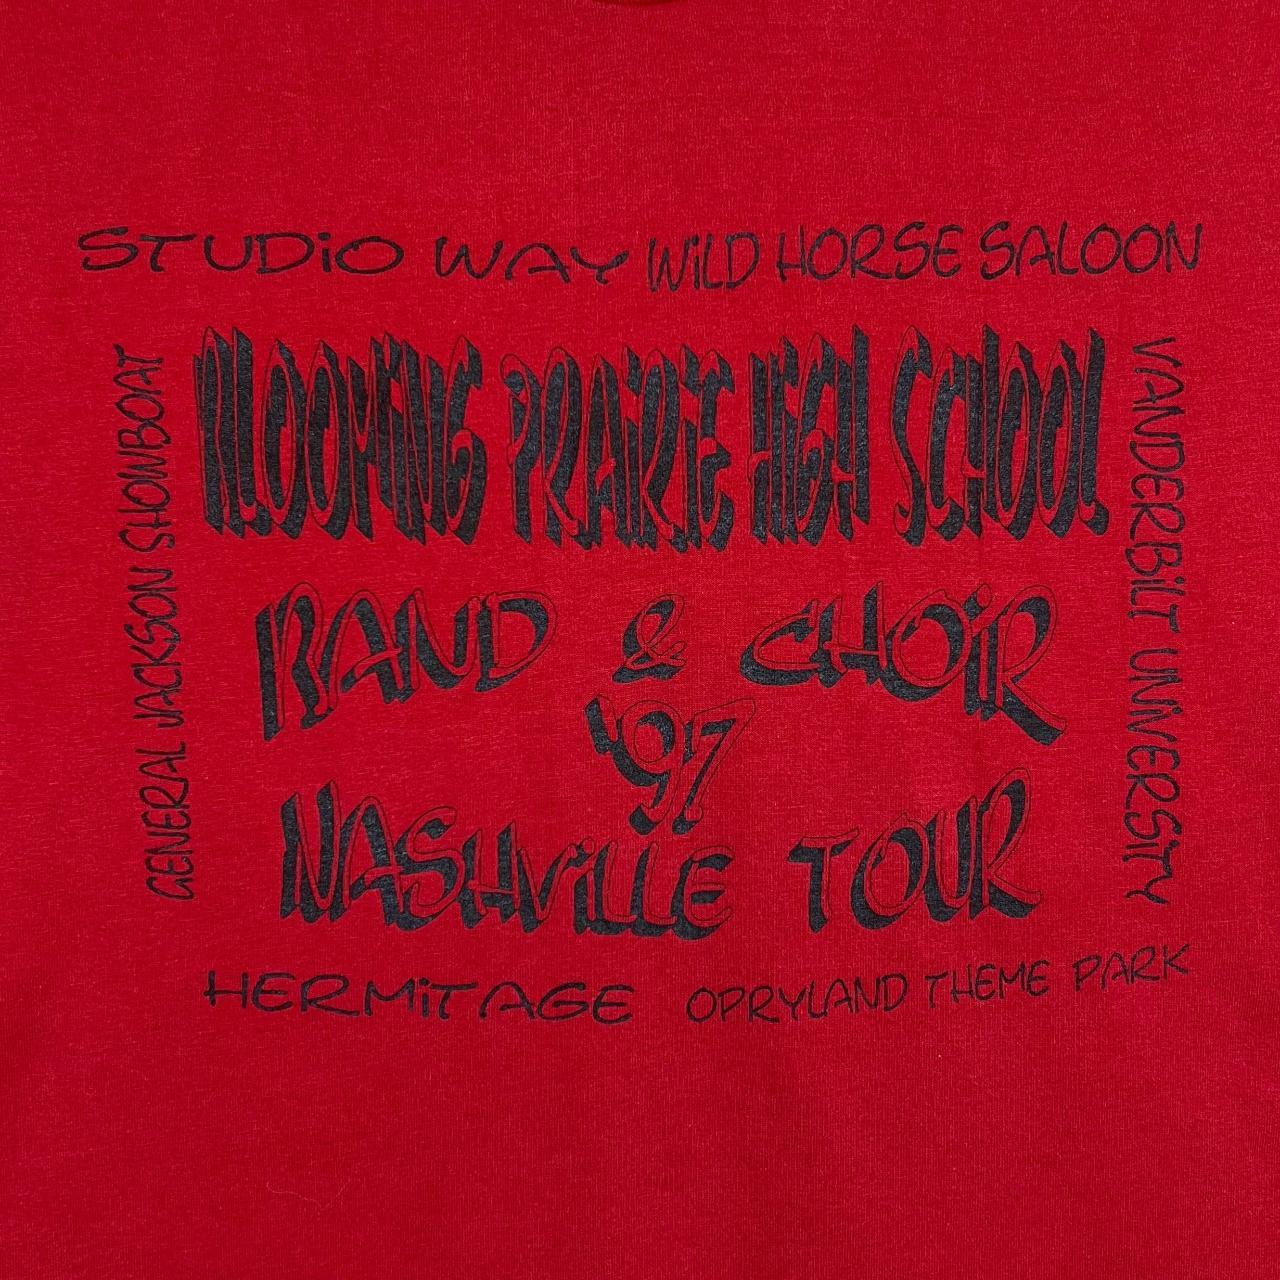 STUDiO WAY WiLD HORSE SALOON
GENERAL JACKSON SHOWBOAT
BLOOMiNG PRAiRiE HiGH SCHOOL
BAND & CHOiR
'97
NASHViLLE TOUR
VANDERBiLT UNiVERSiTY
HERMiTAGE OPRYLAND THEME PARK